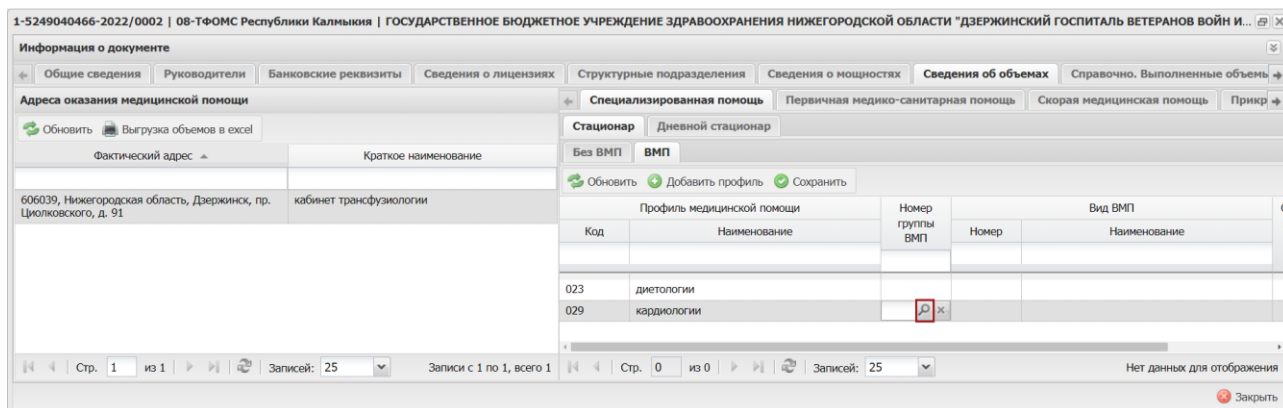 1-5249040466-2022/0002 | 08-ТФОМС Республики Калмыкия | ГОСУДАРСТВЕННОЕ БЮДЖЕТНОЕ УЧРЕЖДЕНИЕ ЗДРАВООХРАНЕНИЯ НИЖЕГОРОДСКОЙ ОБЛАСТИ "ДЗЕРЖИНСКИЙ ГОСПИТАЛЬ ВЕТЕРАНОВ ВОЙН И...
Информация о документе
Общие сведения Руководители Банковские реквизиты Сведения о лицензиях Структурные подразделения Сведения о мощностях Сведения об объемах Справочно. Выполненные объемы
Адреса оказания медицинской помощи
Обновить Выгрузка объемов в excel
Фактический адрес Краткое наименование
606039, Нижегородская область, Дзержинск, пр. Циолковского, д. 91 кабинет трансфузиологии
Стр. 1 из 1 Записей: 25 Записи с 1 по 1, всего 1
Специализированная помощь Первичная медико-санитарная помощь Скорая медицинская помощь Прикр
Стационар Дневной стационар
Без ВМП ВМП
Обновить Добавить профиль Сохранить
Профиль медицинской помощи Номер группы ВМП Вид ВМП
Код Наименование Номер Наименование
023 диетологии
029 кардиологии
Стр. 0 из 0 Записей: 25 Нет данных для отображения
Закрыть